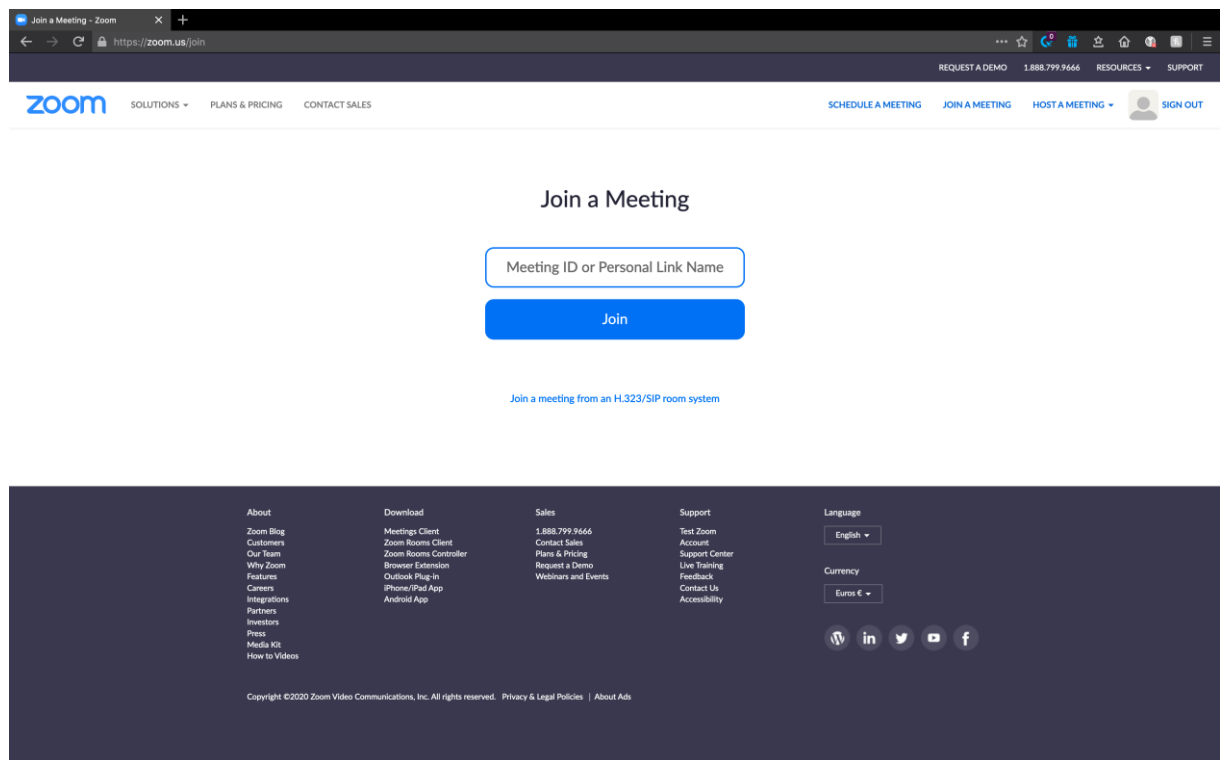 Join a Meeting - Zoom
https://zoom.us/join
REQUEST A DEMO 1.888.799.9666 RESOURCES SUPPORT
zoom SOLUTIONS PLANS & PRICING CONTACT SALES SCHEDULE A MEETING JOIN A MEETING HOST A MEETING SIGN OUT
Join a Meeting
Meeting ID or Personal Link Name
Join
Join a meeting from an H.323/SIP room system
About
Zoom Blog
Customers
Our Team
Why Zoom
Features
Careers
Integrations
Partners
Investors
Press
Media Kit
How to Videos
Download
Meetings Client
Zoom Rooms Client
Zoom Rooms Controller
Browser Extension
Outlook Plug-in
iPhone/iPad App
Android App
Sales
1.888.799.9666
Contact Sales
Plans & Pricing
Request a Demo
Webinars and Events
Support
Test Zoom
Account
Support Center
Live Training
Feedback
Contact Us
Accessibility
Language
English
Currency
Euros €
Copyright ©2020 Zoom Video Communications, Inc. All rights reserved. Privacy & Legal Policies | About Ads